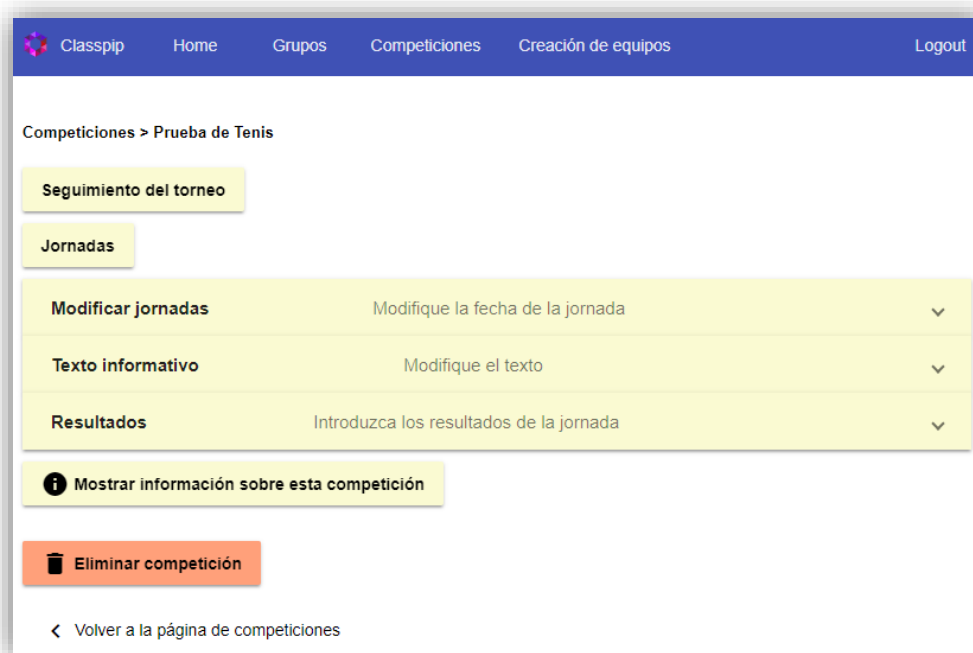 Classpip Home Grupos Competiciones Creación de equipos Logout
Competiciones > Prueba de Tenis
Seguimiento del torneo
Jornadas
Modificar jornadas Modifique la fecha de la jornada
Texto informativo Modifique el texto
Resultados Introduzca los resultados de la jornada
Mostrar información sobre esta competición
Eliminar competición
Volver a la página de competiciones